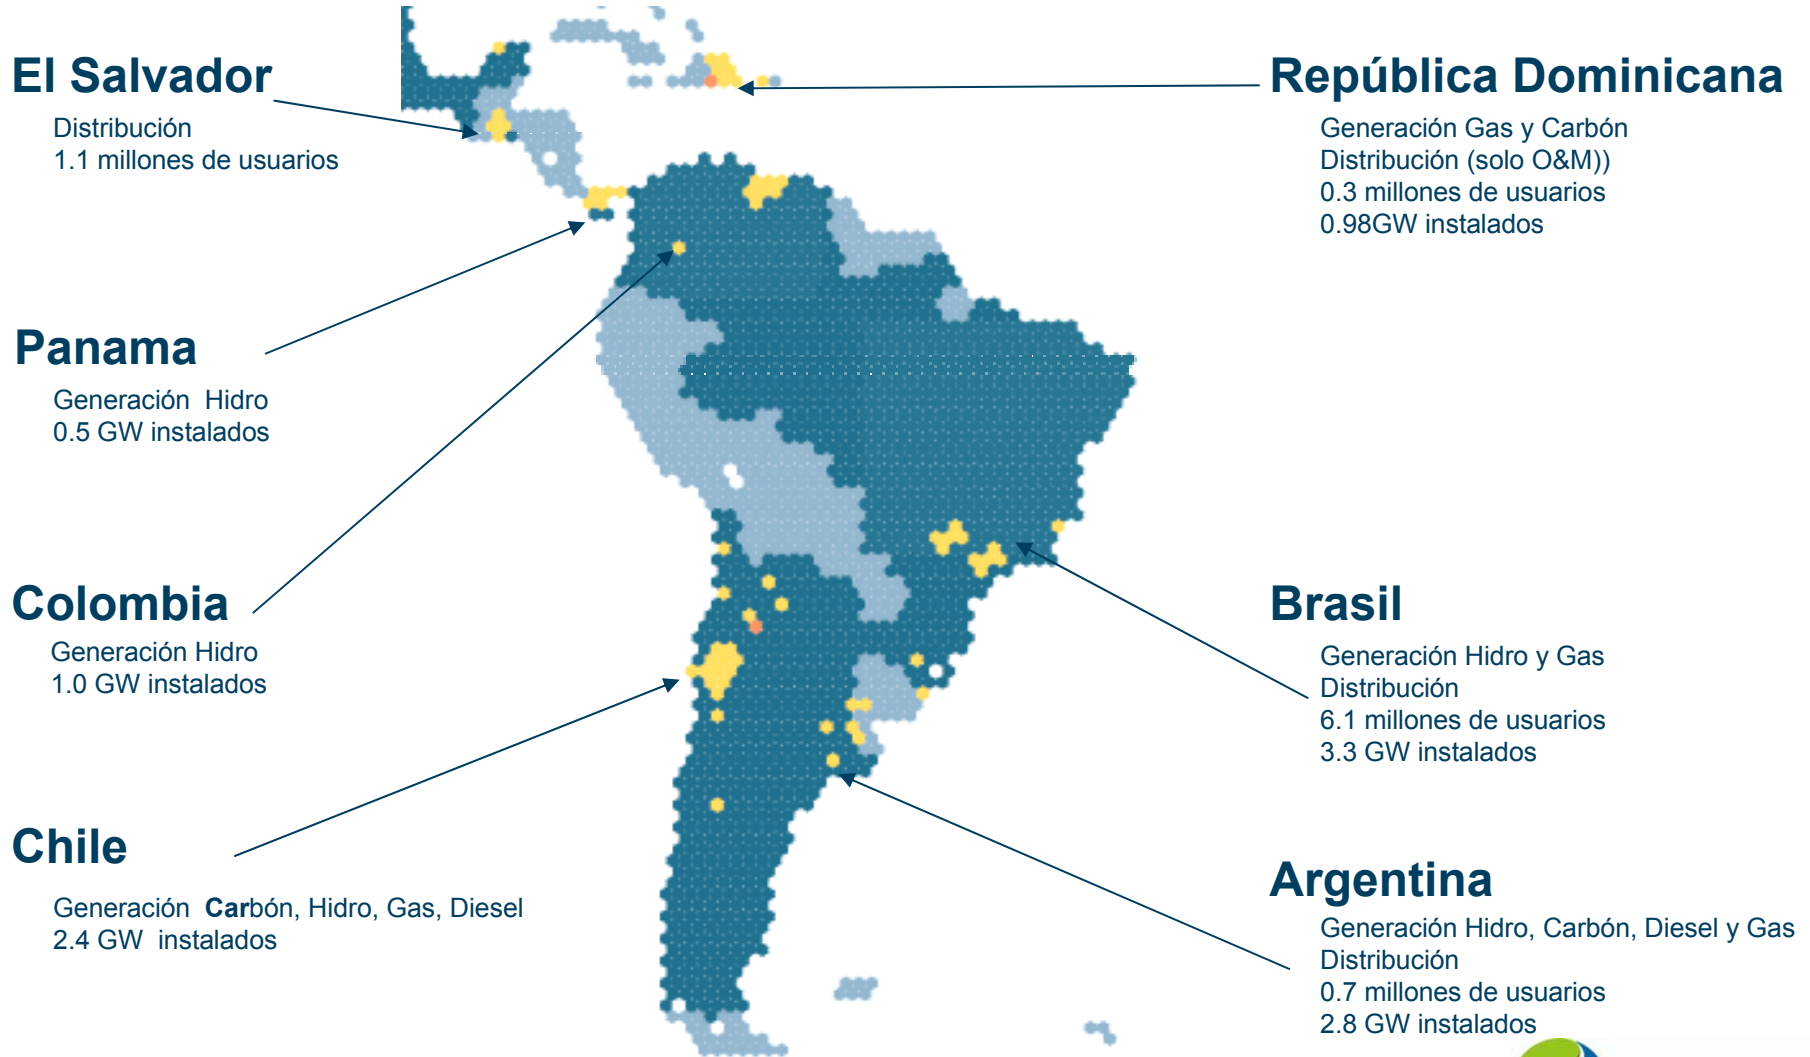 El Salvador
Distribución
1.1 millones de usuarios
Panama
Generación Hidro
0.5 GW instalados
Colombia
Generación Hidro
1.0 GW instalados
Chile
Generación Carbón, Hidro, Gas, Diesel
2.4 GW instalados
República Dominicana
Generación Gas y Carbón
Distribución (solo O&M))
0.3 millones de usuarios
0.98GW instalados
Brasil
Generación Hidro y Gas
Distribución
6.1 millones de usuarios
3.3 GW instalados
Argentina
Generación Hidro, Carbón, Diesel y Gas
Distribución
0.7 millones de usuarios
2.8 GW instalados